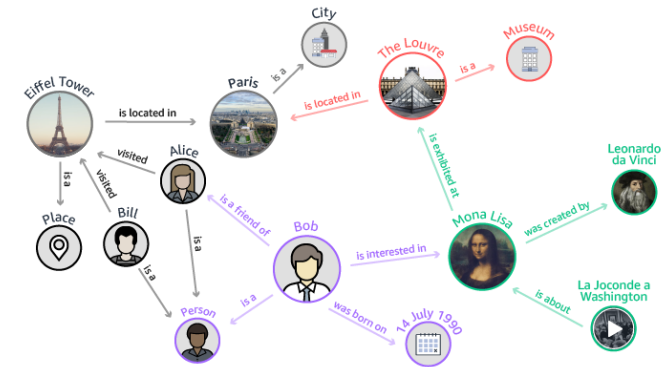 City
is a
The Louvre
is a
Museum
Eiffel Tower
is located in
Paris
is located in
visited
Alice
is exhibited at
Leonardo
da Vinci
is a
visited
is a friend of
was created by
Place
Bill
is a
Bob
is interested in
Mona Lisa
is a
is a
Person
was born on
14 July 1990
is about
La Joconde a
Washington